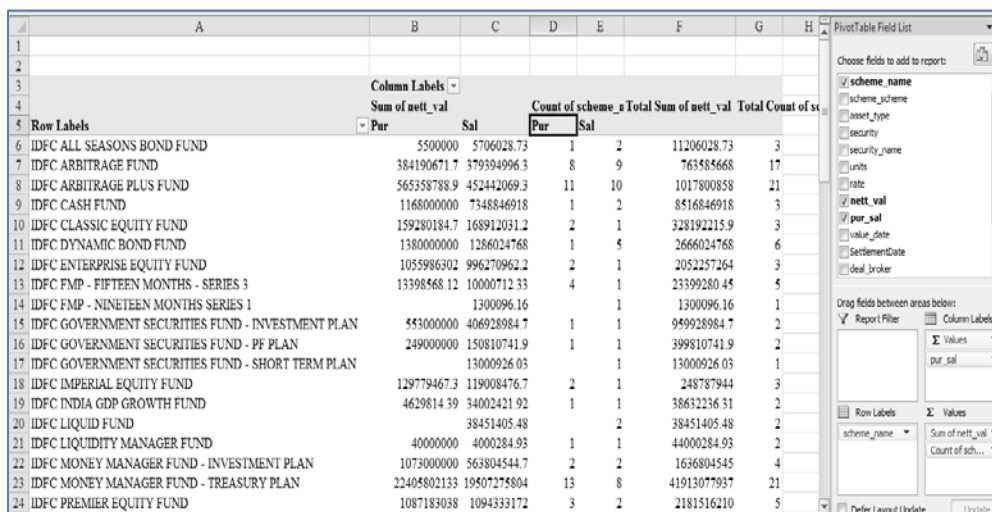 A B C D E F G H
PivotTable Field List
1
2
3 Column Labels
4 Sum of nett_val Count of scheme_n Total Sum of nett_val Total Count of sc
5 Row Labels Pur Sal Pur Sal
6 IDFC ALL SEASONS BOND FUND 5500000 5706028.73 1 2 11206028.73 3
7 IDFC ARBITRAGE FUND 384190671.7 379394996.3 8 9 763585668 17
8 IDFC ARBITRAGE PLUS FUND 565358788.9 452442069.3 11 10 1017800858 21
9 IDFC CASH FUND 1168000000 7348846918 1 2 8516846918 3
10 IDFC CLASSIC EQUITY FUND 159280184.7 168912031.2 2 1 328192215.9 3
11 IDFC DYNAMIC BOND FUND 1380000000 1286024768 1 5 2666024768 6
12 IDFC ENTERPRISE EQUITY FUND 1055986302 996270962.2 2 1 2052257264 3
13 IDFC FMP - FIFTEEN MONTHS - SERIES 3 13398568.12 10000712.33 4 1 23399280.45 5
14 IDFC FMP - NINETEEN MONTHS SERIES 1 1300096.16 1 1300096.16 1
15 IDFC GOVERNMENT SECURITIES FUND - INVESTMENT PLAN 553000000 406928984.7 1 1 959928984.7 2
16 IDFC GOVERNMENT SECURITIES FUND - PF PLAN 249000000 150810741.9 1 1 399810741.9 2
17 IDFC GOVERNMENT SECURITIES FUND - SHORT TERM PLAN 13000926.03 1 13000926.03 1
18 IDFC IMPERIAL EQUITY FUND 129779467.3 119008476.7 2 1 248787944 3
19 IDFC INDIA GDP GROWTH FUND 4629814.39 34002421.92 1 1 38632236.31 2
20 IDFC LIQUID FUND 38451405.48 2 38451405.48 2
21 IDFC LIQUIDITY MANAGER FUND 40000000 4000284.93 1 1 44000284.93 2
22 IDFC MONEY MANAGER FUND - INVESTMENT PLAN 1073000000 563804544.7 2 2 1636804545 4
23 IDFC MONEY MANAGER FUND - TREASURY PLAN 22405802133 19507275804 13 8 41913077937 21
24 IDFC PREMIER EQUITY FUND 1087183038 1094333172 3 2 2181516210 5
Choose fields to add to report:
scheme_name
scheme_scheme
asset_type
security
security_name
units
rate
nett_val
pur_sal
value_date
SettlementDate
deal_broker
Drag fields between areas below:
Report Filter Column Labels
Σ Values
pur_sal
Row Labels Σ Values
scheme_name Sum of nett_val
Count of sch...
Defer Layout Update Update